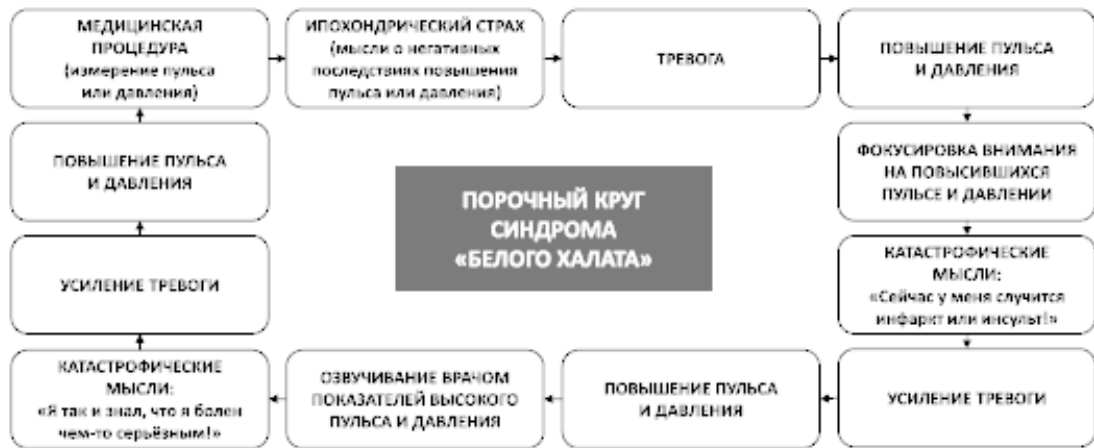 МЕДИЦИНСКАЯ
ПРОЦЕДУРА
(измерение пульса
или давления)
ИПОХОНДРИЧЕСКИЙ СТРАХ
(мысли о негативных
последствиях повышения
пульса или давления)
ТРЕВОГА
ПОВЫШЕНИЕ ПУЛЬСА
И ДАВЛЕНИЯ
ФОКУСИРОВКА ВНИМАНИЯ
НА ПОВЫСИВШИХСЯ
ПУЛЬСЕ И ДАВЛЕНИИ
КАТАСТРОФИЧЕСКИЕ
МЫСЛИ:
«Сейчас у меня случится
инфаркт или инсульт!»
УСИЛЕНИЕ ТРЕВОГИ
ПОВЫШЕНИЕ ПУЛЬСА
И ДАВЛЕНИЯ
ОЗВУЧИВАНИЕ ВРАЧОМ
ПОКАЗАТЕЛЕЙ ВЫСОКОГО
ПУЛЬСА И ДАВЛЕНИЯ
КАТАСТРОФИЧЕСКИЕ
МЫСЛИ:
«Я так и знал, что я болен
чем-то серьёзным!»
УСИЛЕНИЕ ТРЕВОГИ
ПОВЫШЕНИЕ ПУЛЬСА
И ДАВЛЕНИЯ
ПОРОЧНЫЙ КРУГ
СИНДРОМА
«БЕЛОГО ХАЛАТА»